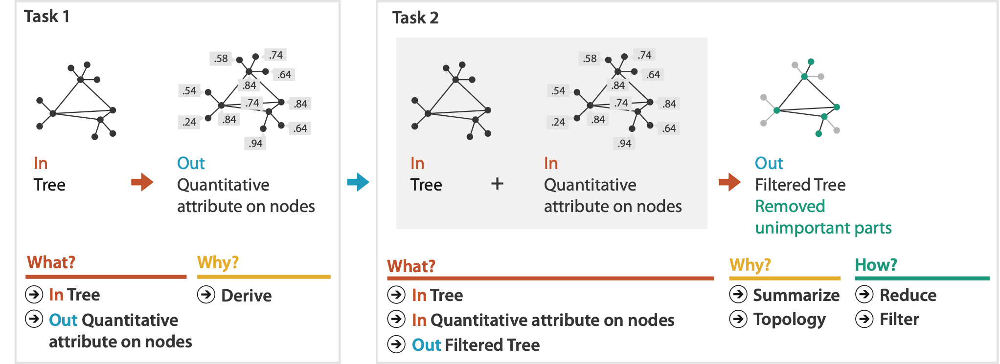 Task 1
.58
.74
.64
.84
.54
.74
.84
.24
.84
.64
.94
In
Tree
Out
Quantitative
attribute on nodes
What?
In Tree
Out Quantitative
attribute on nodes
Why?
Derive
Task 2
.58
.74
.64
.84
.54
.74
.84
.24
.84
.64
.94
In
Tree
+
In
Quantitative
attribute on nodes
Out
Filtered Tree
Removed
unimportant parts
What?
In Tree
In Quantitative attribute on nodes
Out Filtered Tree
Why?
Summarize
Topology
How?
Reduce
Filter